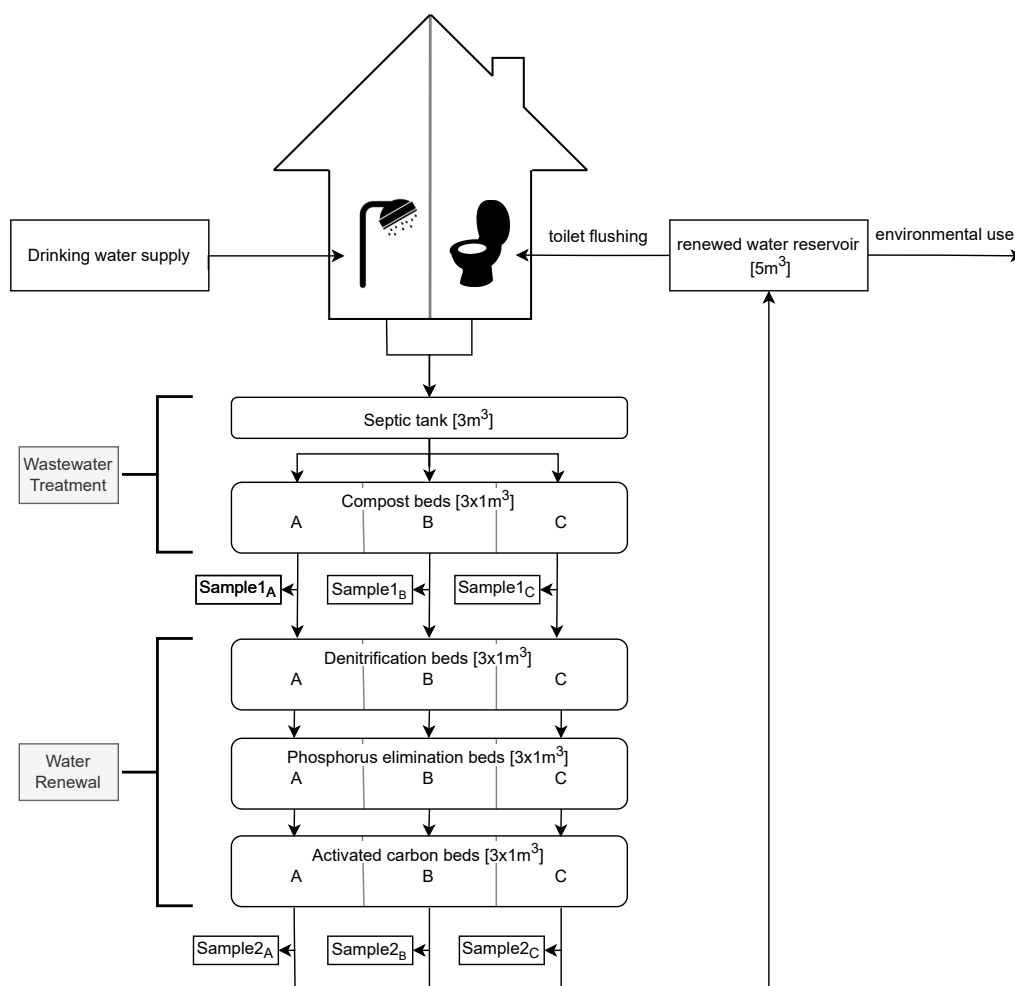 Drinking water supply
toilet flushing
renewed water reservoir
[5m³]
environmental use
Septic tank [3m³]
Wastewater
Treatment
Compost beds [3x1m³]
A B C
Sample1A Sample1B Sample1C
Denitrification beds [3x1m³]
A B C
Water
Renewal
Phosphorus elimination beds [3x1m³]
A B C
Activated carbon beds [3x1m³]
A B C
Sample2A Sample2B Sample2C